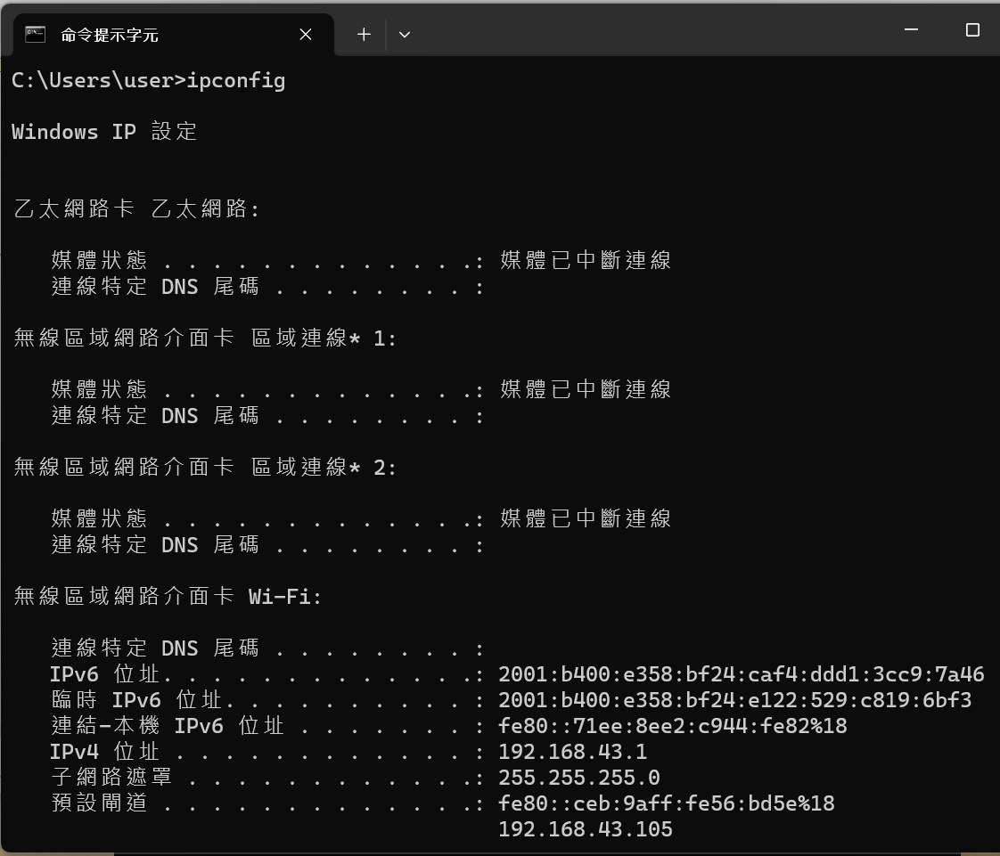 命令提示字元
C:\Users\user>ipconfig
Windows IP 設定
乙太網路卡 乙太網路:
媒體狀態 . . . . . . . . . . . . .: 媒體已中斷連線
連線特定 DNS 尾碼 . . . . . . . . :
無線區域網路介面卡 區域連線* 1:
媒體狀態 . . . . . . . . . . . . .: 媒體已中斷連線
連線特定 DNS 尾碼 . . . . . . . . :
無線區域網路介面卡 區域連線* 2:
媒體狀態 . . . . . . . . . . . . .: 媒體已中斷連線
連線特定 DNS 尾碼 . . . . . . . . :
無線區域網路介面卡 Wi-Fi:
連線特定 DNS 尾碼 . . . . . . . . :
IPv6 位址. . . . . . . . . . . . .: 2001:b400:e358:bf24:caf4:ddd1:3cc9:7a46
臨時 IPv6 位址. . . . . . . . . . : 2001:b400:e358:bf24:e122:529:c819:6bf3
連結-本機 IPv6 位址 . . . . . . . : fe80::71ee:8ee2:c944:fe82%18
IPv4 位址 . . . . . . . . . . . . : 192.168.43.1
子網路遮罩 . . . . . . . . . . . .: 255.255.255.0
預設閘道 . . . . . . . . . . . . .: fe80::ceb:9aff:fe56:bd5e%18
192.168.43.105